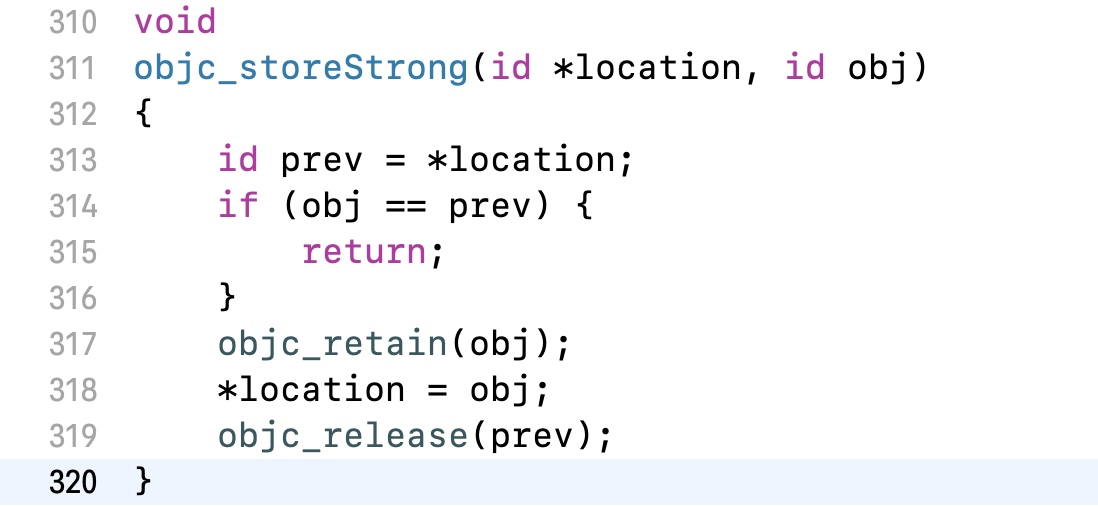 310 void
311 objc_storeStrong(id *location, id obj)
312 {
313     id prev = *location;
314     if (obj == prev) {
315         return;
316     }
317     objc_retain(obj);
318     *location = obj;
319     objc_release(prev);
320 }